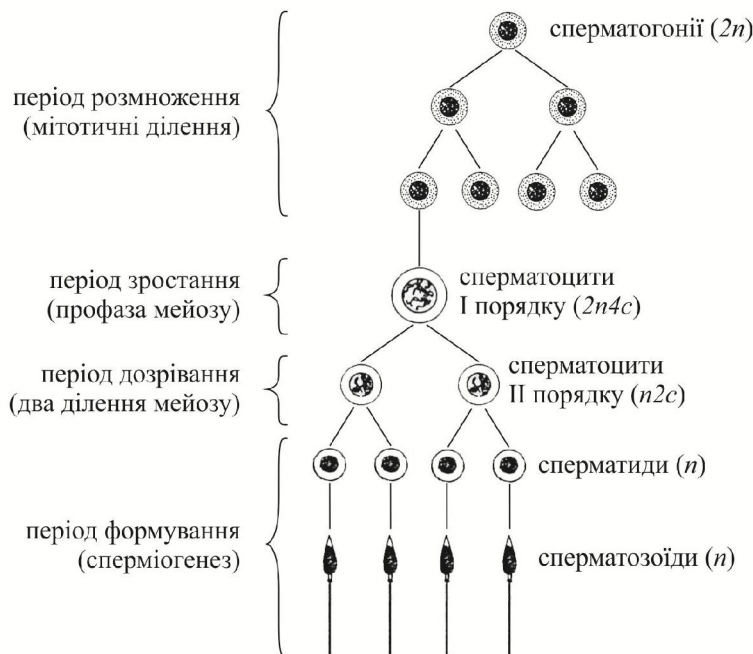 сперматогонії (2n)
період розмноження
(мітотичні ділення)
період зростання
(профаза мейозу)
сперматоцити
I порядку (2n4c)
період дозрівання
(два ділення мейозу)
сперматоцити
II порядку (n2c)
сперматиди (n)
період формування
(сперміогенез)
сперматозоїди (n)